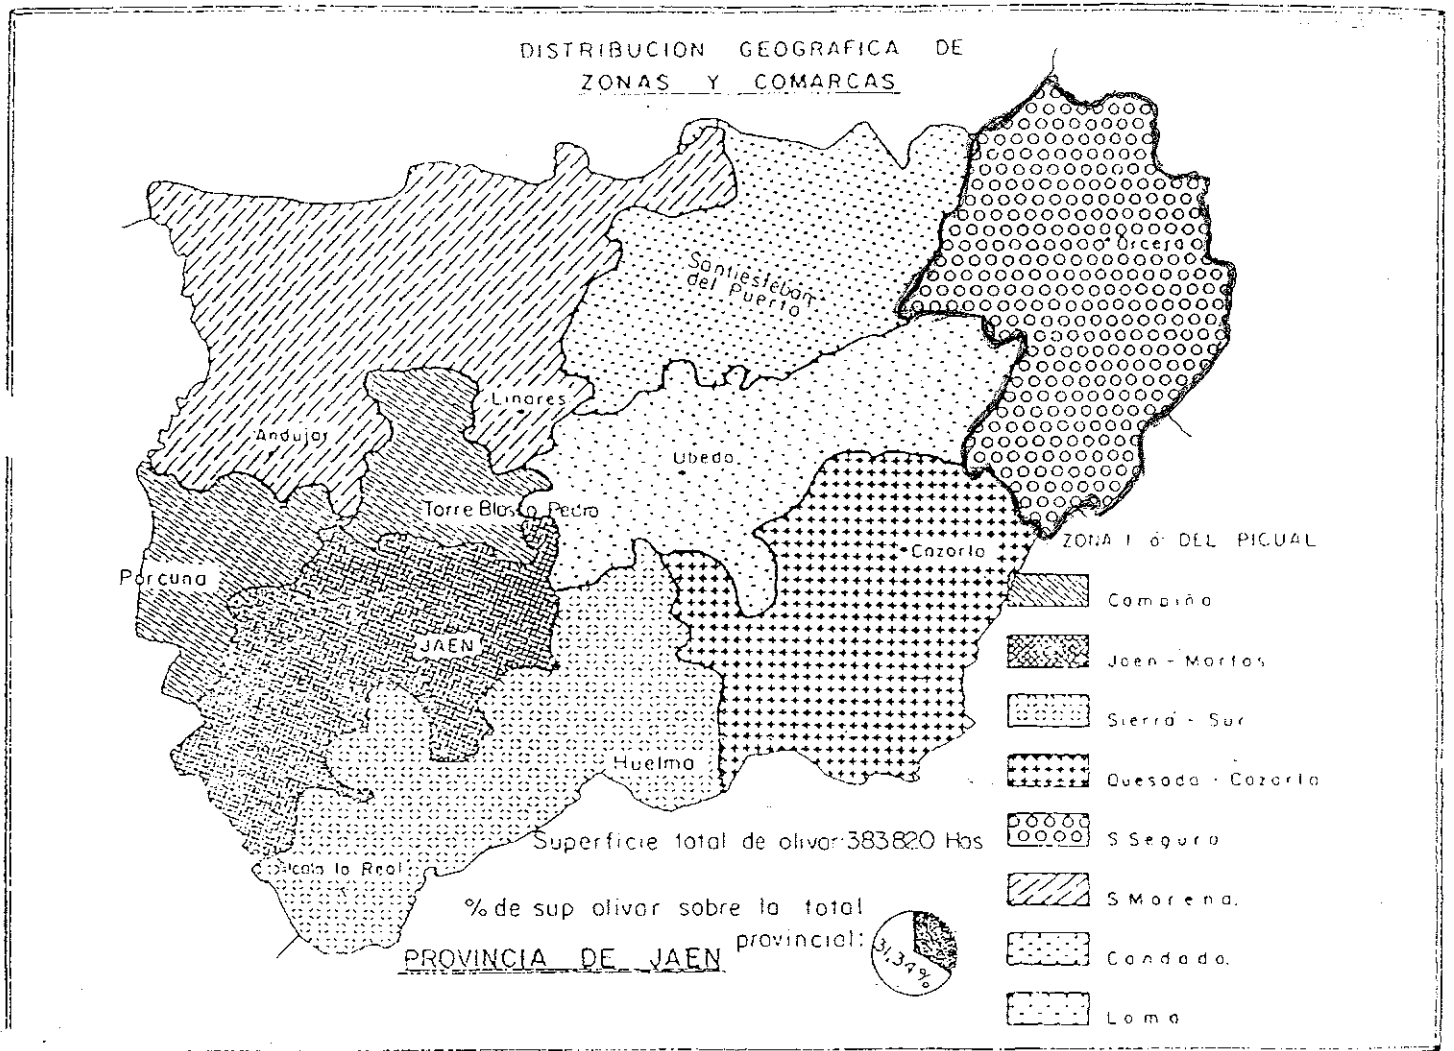 DISTRIBUCION GEOGRAFICA DE
ZONAS Y COMARCAS
Orcera
Santiesteban
del Puerto
Linares
Andujar
Ubeda
Torre Blasco Pedro
Cazorla
Porcuna
JAEN
Huelma
Alcala la Real
ZONA I ó DEL PICUAL
Campiña
Jaen - Martos
Sierra - Sur
Quesada - Cazorla
S Segura
S Morena.
Condado.
Loma
Superficie total de olivar: 383820 Has
% de sup olivar sobre la total
provincial:
31,34 %
PROVINCIA DE JAEN